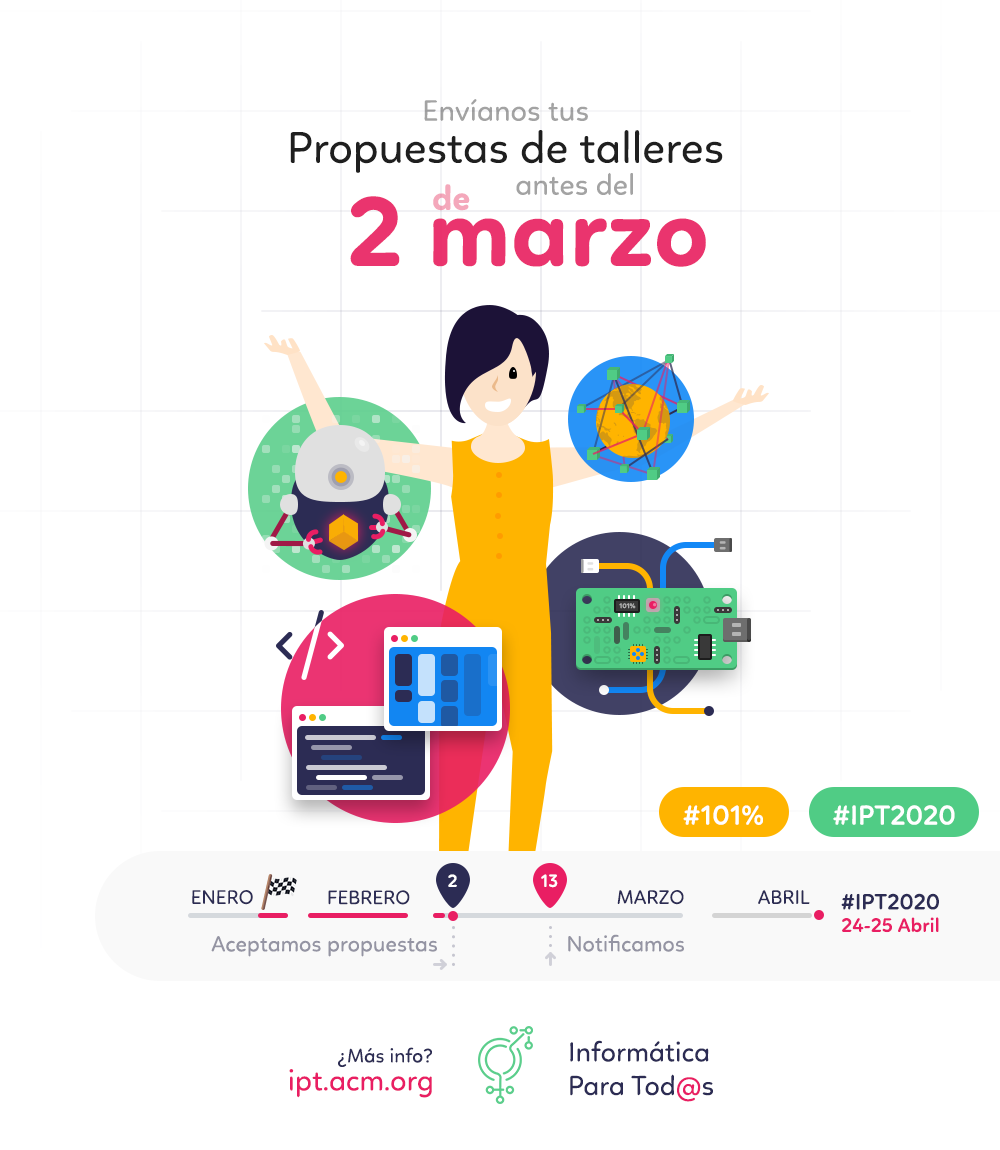 Envíanos tus
Propuestas de talleres
antes del
2 de marzo
</>
101%
#101%
#IPT2020
ENERO
FEBRERO
2
13
MARZO
ABRIL
#IPT2020
24-25 Abril
Aceptamos propuestas
Notificamos
¿Más info?
ipt.acm.org
Informática
Para Tod@s